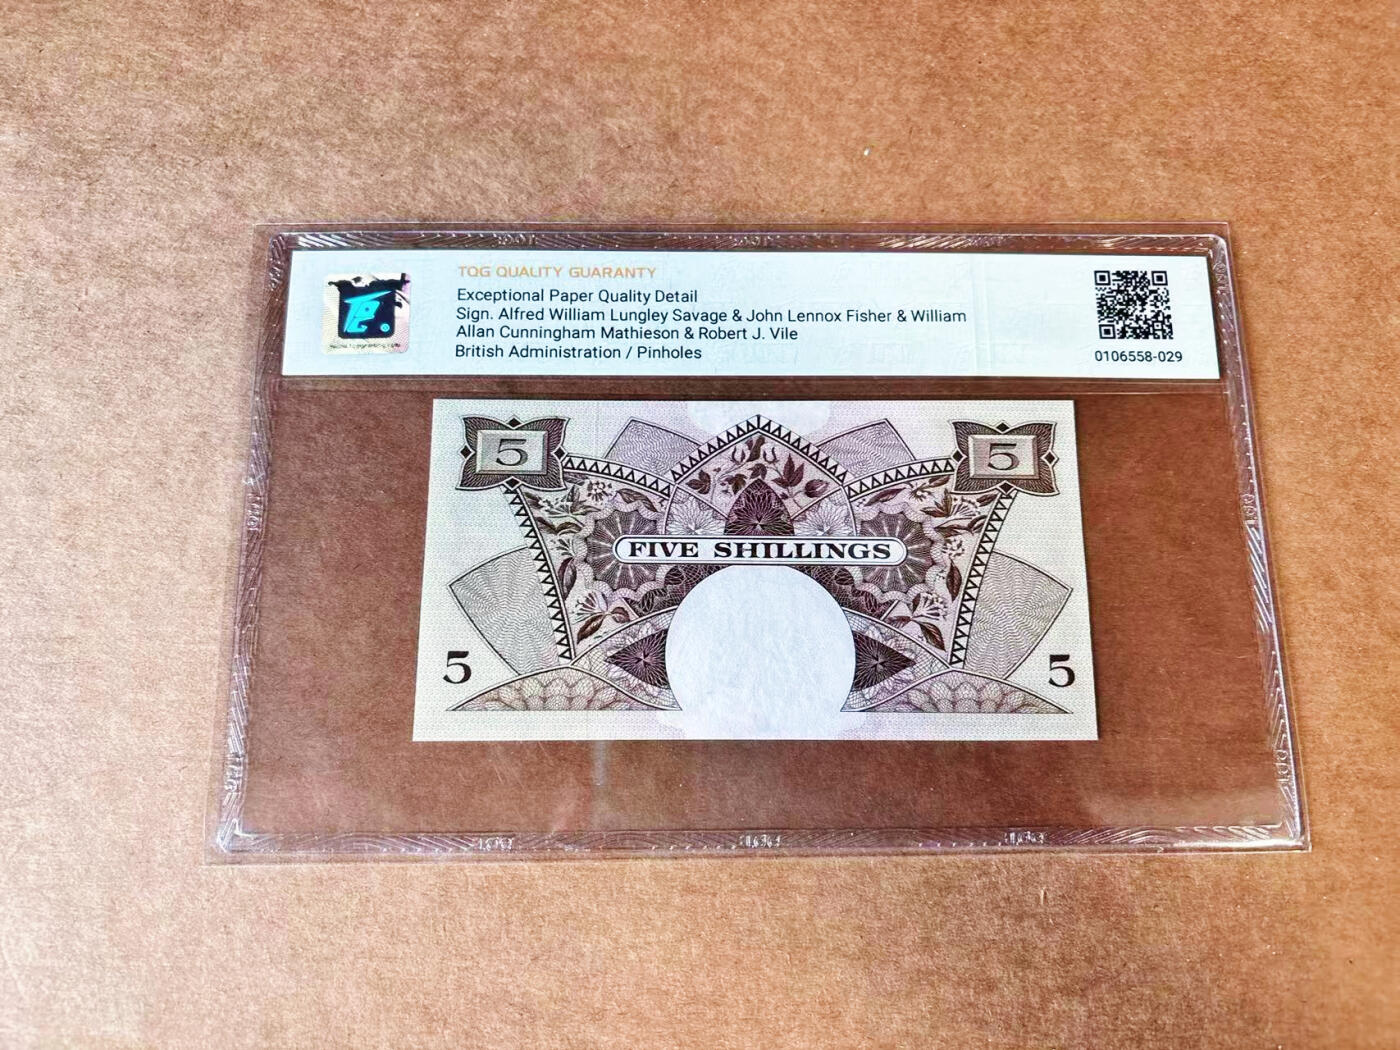 TQG QUALITY GUARANTY
Exceptional Paper Quality Detail
Sign. Alfred William Lungley Savage & John Lennox Fisher & William
Allan Cunningham Mathieson & Robert J. Vile
British Administration / Pinholes
0106558-029
5
5
FIVE SHILLINGS
5
5